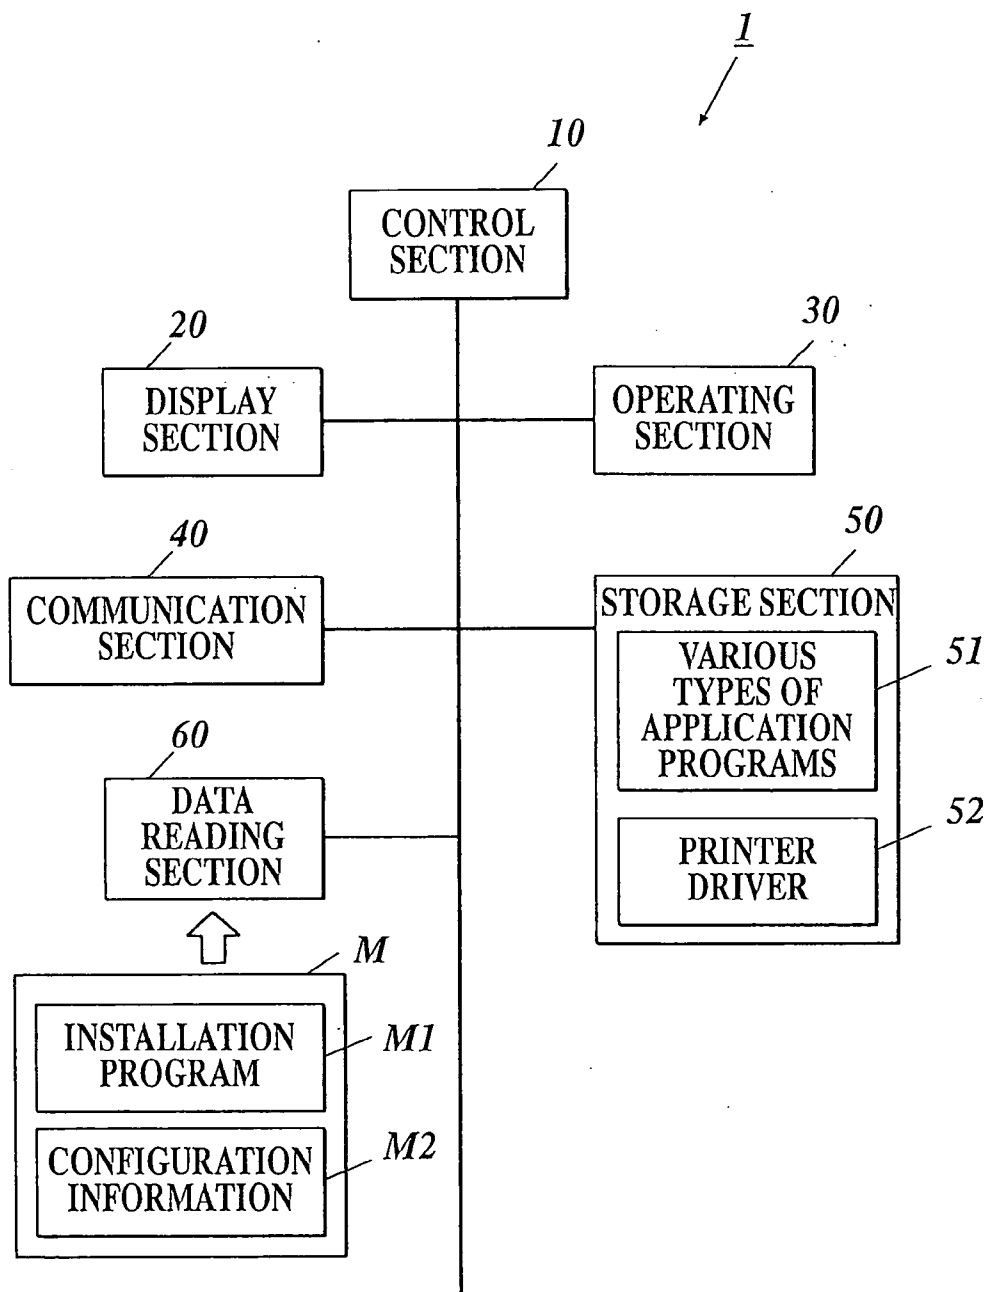 1
10
CONTROL
SECTION
20
DISPLAY
SECTION
30
OPERATING
SECTION
40
COMMUNICATION
SECTION
50
STORAGE SECTION
VARIOUS
TYPES OF
APPLICATION
PROGRAMS
51
PRINTER
DRIVER
52
60
DATA
READING
SECTION
M
INSTALLATION
PROGRAM
M1
CONFIGURATION
INFORMATION
M2